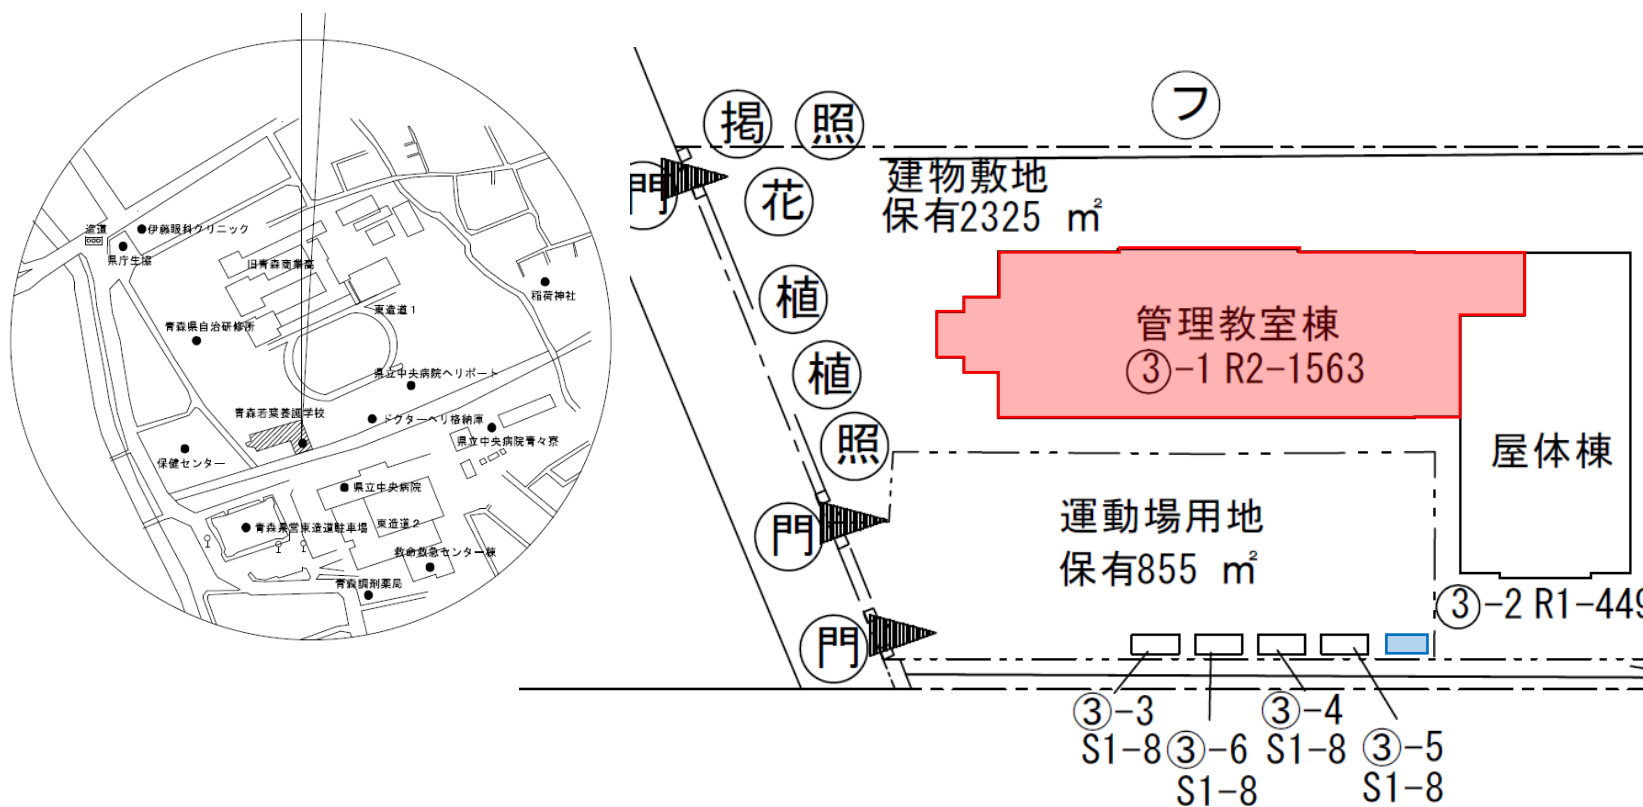 造道
伊藤眼科クリニック
県庁生協
旧青森商業高
稲荷神社
東造道1
青森県自治研修所
県立中央病院ヘリポート
青森若葉養護学校
ドクターヘリ格納庫
県立中央病院青々寮
保健センター
県立中央病院
青森県営東造道駐車場
東造道2
救命救急センター棟
青森調剤薬局
フ
掲
照
門
花
建物敷地
保有2325 ㎡
植
植
照
管理教室棟
③-1 R2-1563
屋体棟
運動場用地
保有855 ㎡
門
門
③-2 R1-449
③-3
S1-8
③-6
S1-8
③-4
S1-8
③-5
S1-8